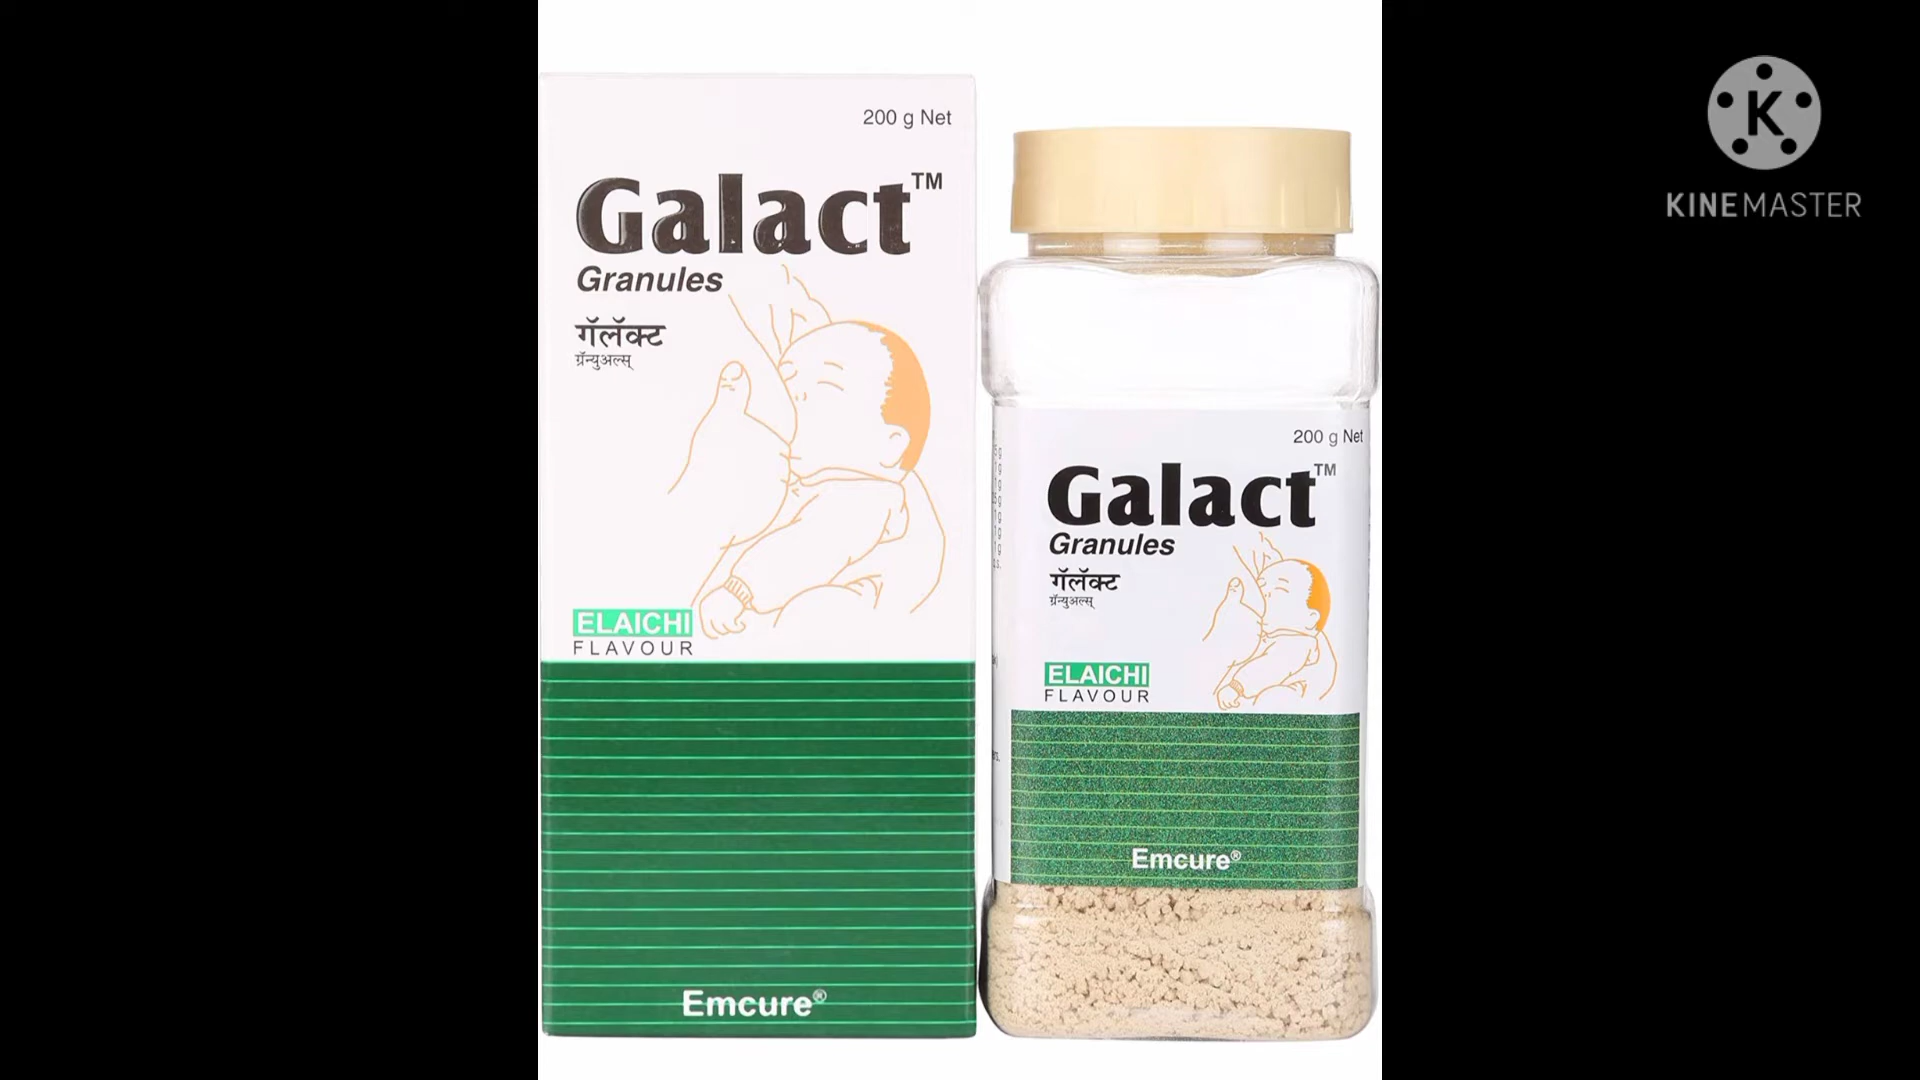 200 g Net
Galact™
Granules
गॅलॅक्ट
ग्रॅन्युअल्स्
ELAICHI
FLAVOUR
Emcure®
200 g Net
Galact™
Granules
गॅलॅक्ट
ग्रॅन्युअल्स्
ELAICHI
FLAVOUR
Emcure®
K
KINEMASTER